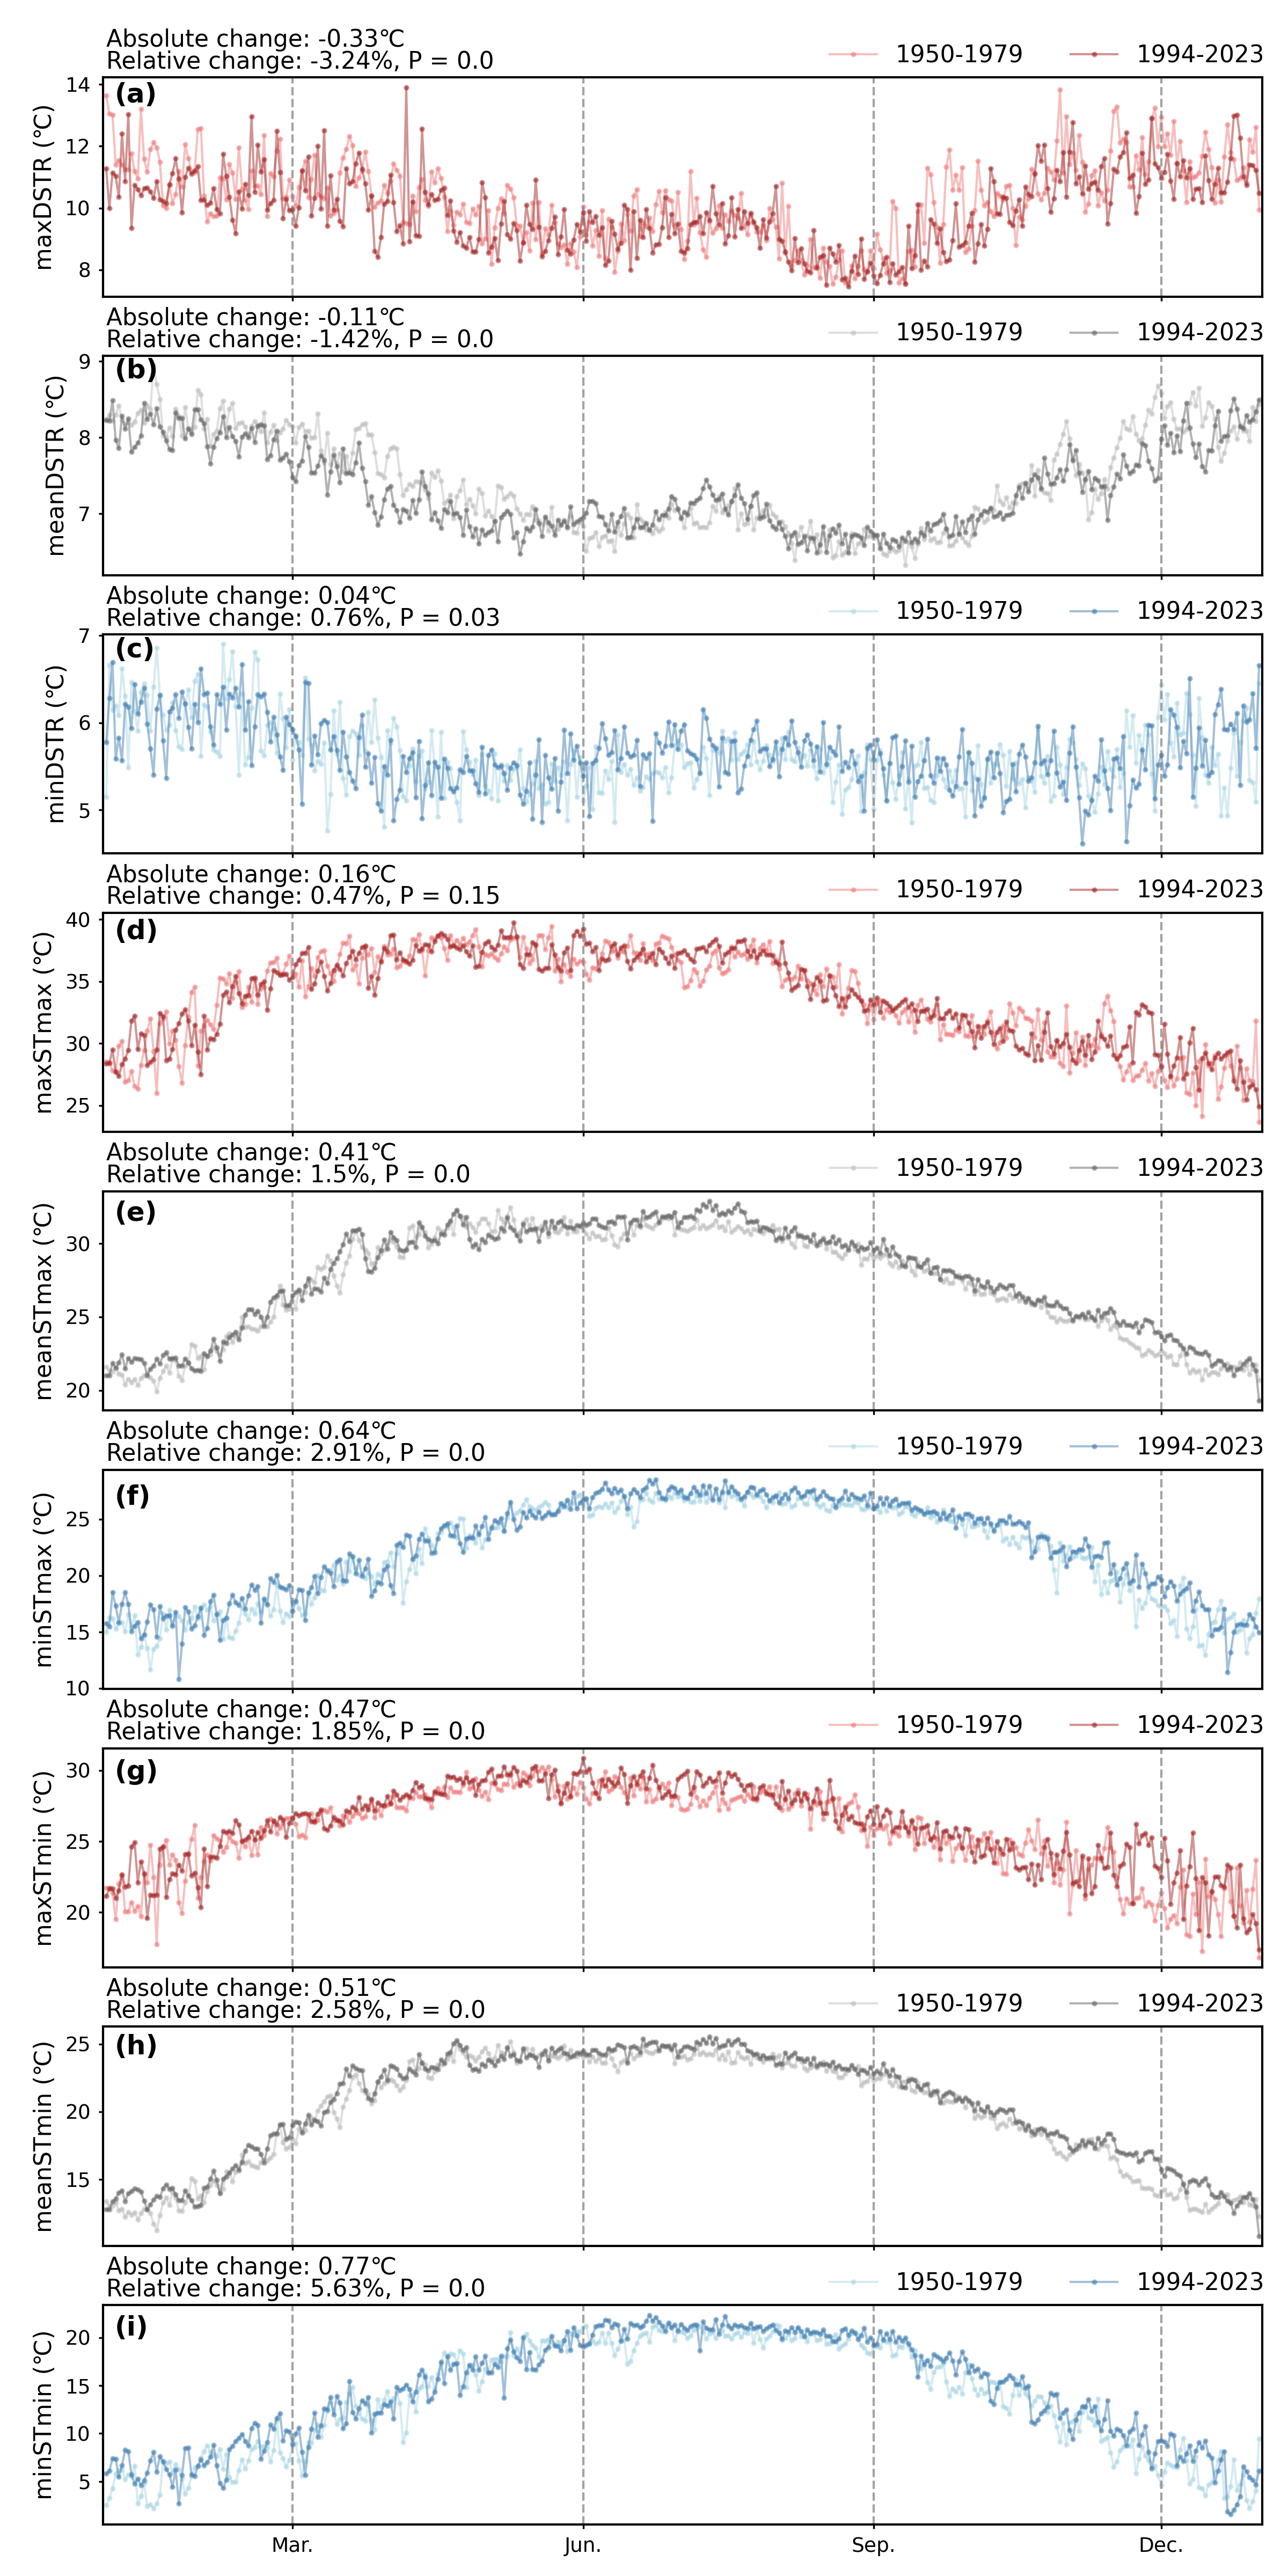 Absolute change: -0.33℃
Relative change: -3.24%, P = 0.0
1950-1979 1994-2023
(a)
maxDSTR (℃)
14
12
10
8
Absolute change: -0.11℃
Relative change: -1.42%, P = 0.0
1950-1979 1994-2023
(b)
meanDSTR (℃)
9
8
7
Absolute change: 0.04℃
Relative change: 0.76%, P = 0.03
1950-1979 1994-2023
(c)
minDSTR (℃)
7
6
5
Absolute change: 0.16℃
Relative change: 0.47%, P = 0.15
1950-1979 1994-2023
(d)
maxSTmax (℃)
40
35
30
25
Absolute change: 0.41℃
Relative change: 1.5%, P = 0.0
1950-1979 1994-2023
(e)
meanSTmax (℃)
30
25
20
Absolute change: 0.64℃
Relative change: 2.91%, P = 0.0
1950-1979 1994-2023
(f)
minSTmax (℃)
25
20
15
10
Absolute change: 0.47℃
Relative change: 1.85%, P = 0.0
1950-1979 1994-2023
(g)
maxSTmin (℃)
30
25
20
Absolute change: 0.51℃
Relative change: 2.58%, P = 0.0
1950-1979 1994-2023
(h)
meanSTmin (℃)
25
20
15
Absolute change: 0.77℃
Relative change: 5.63%, P = 0.0
1950-1979 1994-2023
(i)
minSTmin (℃)
20
15
10
5
Mar. Jun. Sep. Dec.